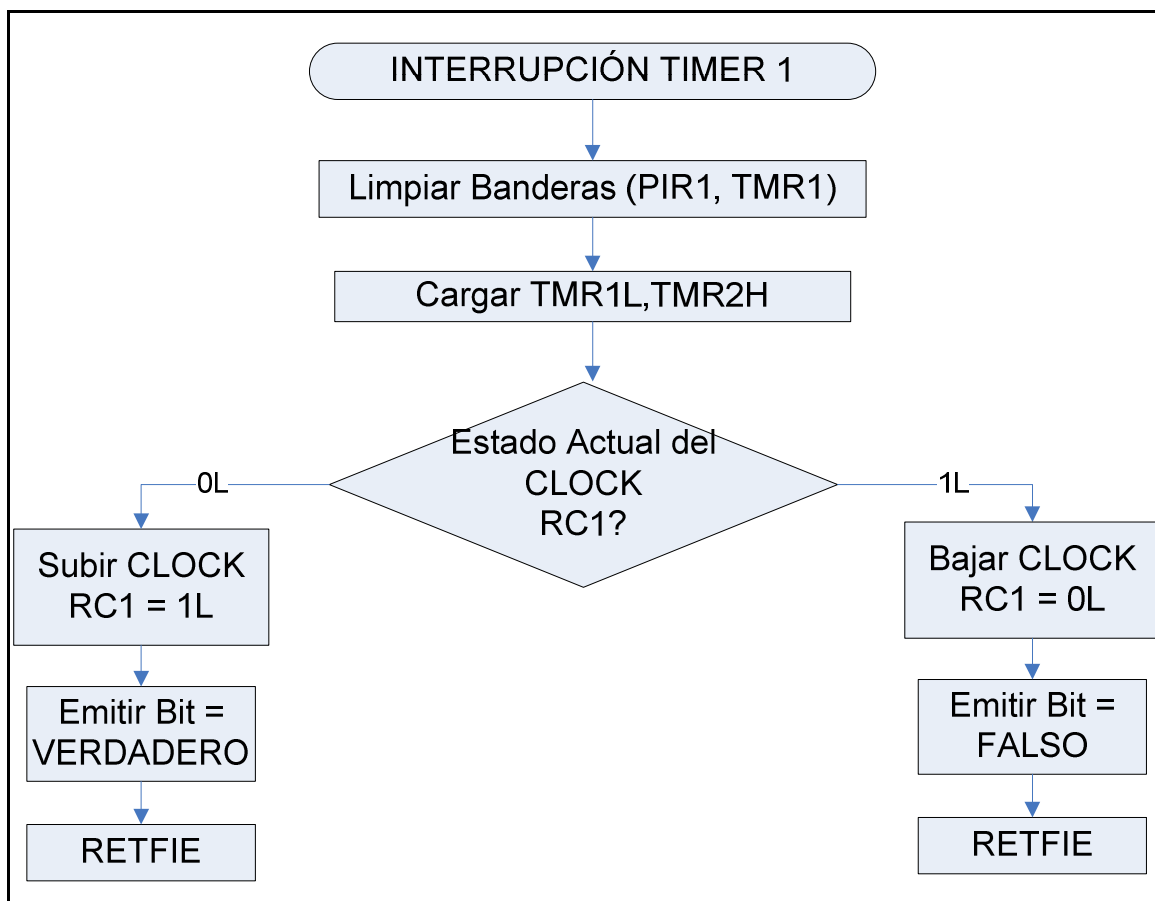 INTERRUPCIÓN TIMER 1
Limpiar Banderas (PIR1, TMR1)
Cargar TMR1L,TMR2H
Estado Actual del
CLOCK
RC1?
0L
1L
Subir CLOCK
RC1 = 1L
Bajar CLOCK
RC1 = 0L
Emitir Bit =
VERDADERO
Emitir Bit =
FALSO
RETFIE
RETFIE